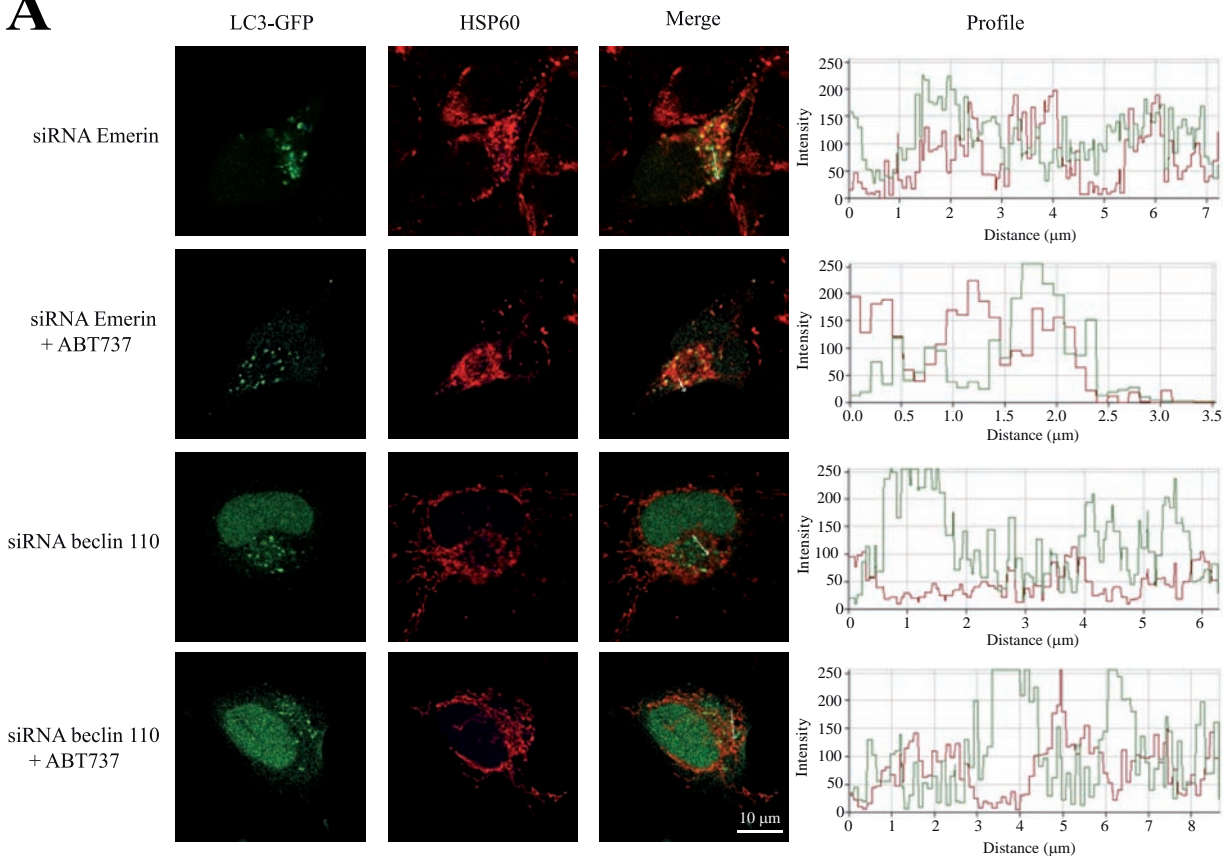 A
LC3-GFP HSP60 Merge Profile
siRNA Emerin
250
200
150
100
50
0
Intensity
0 1 2 3 4 5 6 7
Distance (μm)
siRNA Emerin
+ ABT737
250
200
150
100
50
0
Intensity
0.0 0.5 1.0 1.5 2.0 2.5 3.0 3.5
Distance (μm)
siRNA beclin 110
250
200
150
100
50
0
Intensity
0 1 2 3 4 5 6
Distance (μm)
siRNA beclin 110
+ ABT737
10 μm
250
200
150
100
50
0
Intensity
0 1 2 3 4 5 6 7 8
Distance (μm)